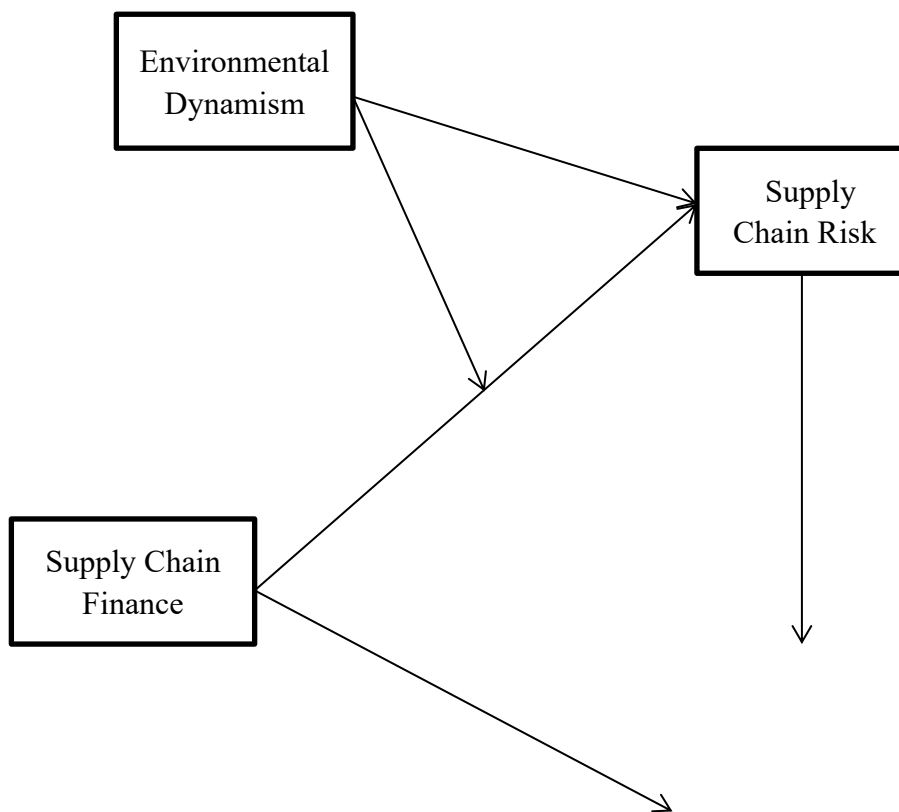 Environmental
Dynamism
Supply
Chain Risk
Supply Chain
Finance